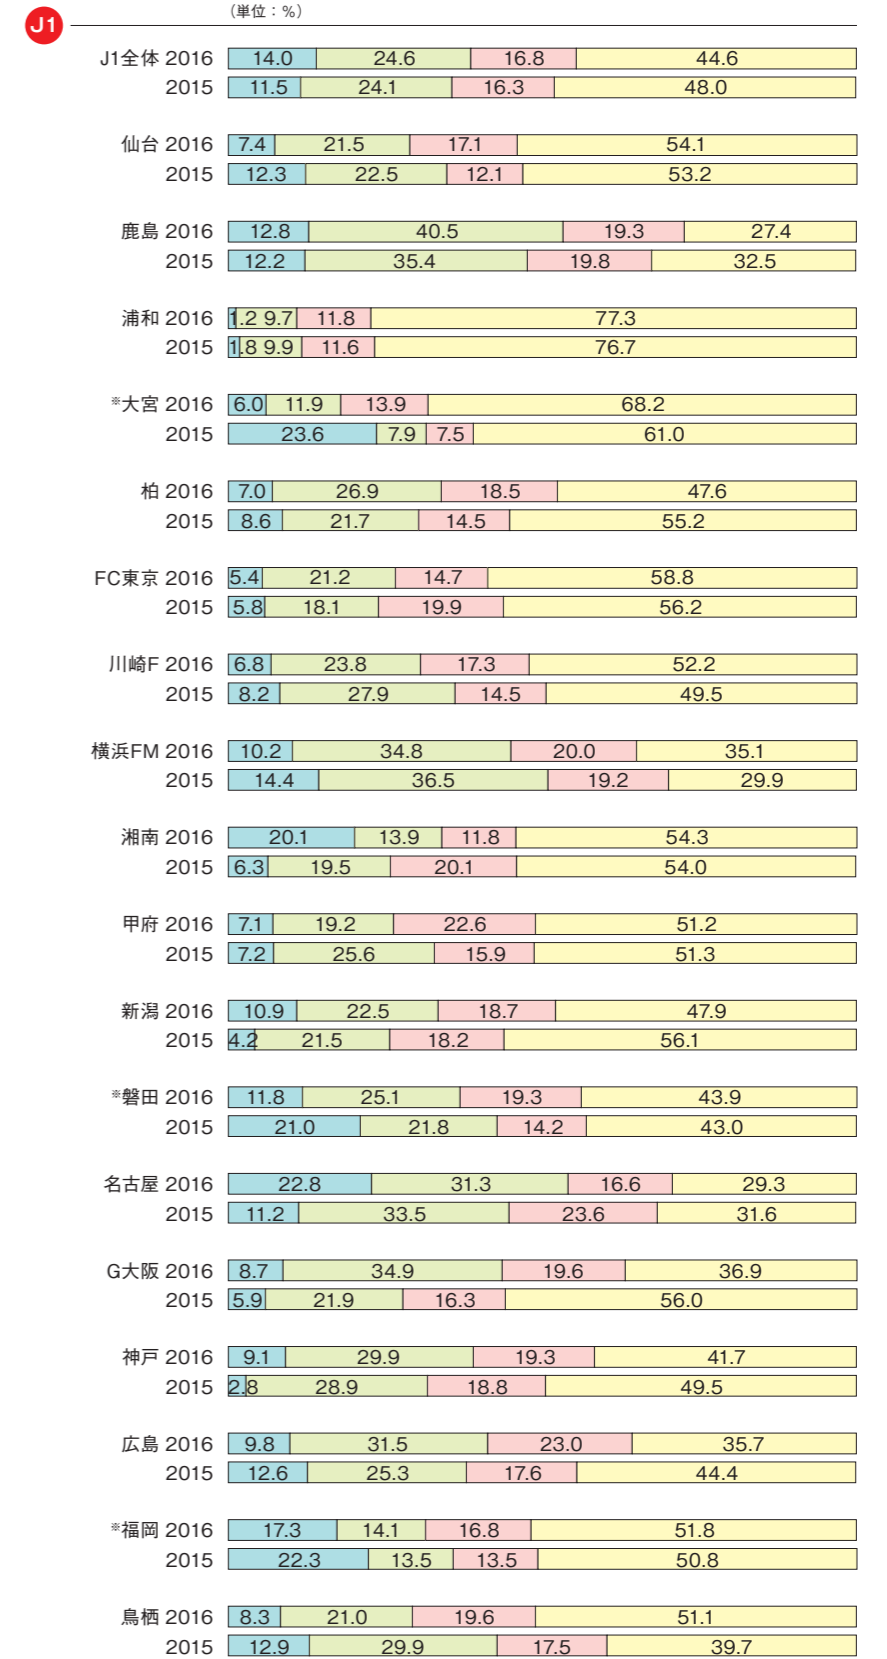 (単位：%)
J1
J1全体 2016 14.0 24.6 16.8 44.6
2015 11.5 24.1 16.3 48.0
仙台 2016 7.4 21.5 17.1 54.1
2015 12.3 22.5 12.1 53.2
鹿島 2016 12.8 40.5 19.3 27.4
2015 12.2 35.4 19.8 32.5
浦和 2016 1.2 9.7 11.8 77.3
2015 1.8 9.9 11.6 76.7
※大宮 2016 6.0 11.9 13.9 68.2
2015 23.6 7.9 7.5 61.0
柏 2016 7.0 26.9 18.5 47.6
2015 8.6 21.7 14.5 55.2
FC東京 2016 5.4 21.2 14.7 58.8
2015 5.8 18.1 19.9 56.2
川崎F 2016 6.8 23.8 17.3 52.2
2015 8.2 27.9 14.5 49.5
横浜FM 2016 10.2 34.8 20.0 35.1
2015 14.4 36.5 19.2 29.9
湘南 2016 20.1 13.9 11.8 54.3
2015 6.3 19.5 20.1 54.0
甲府 2016 7.1 19.2 22.6 51.2
2015 7.2 25.6 15.9 51.3
新潟 2016 10.9 22.5 18.7 47.9
2015 4.2 21.5 18.2 56.1
※磐田 2016 11.8 25.1 19.3 43.9
2015 21.0 21.8 14.2 43.0
名古屋 2016 22.8 31.3 16.6 29.3
2015 11.2 33.5 23.6 31.6
G大阪 2016 8.7 34.9 19.6 36.9
2015 5.9 21.9 16.3 56.0
神戸 2016 9.1 29.9 19.3 41.7
2015 2.8 28.9 18.8 49.5
広島 2016 9.8 31.5 23.0 35.7
2015 12.6 25.3 17.6 44.4
※福岡 2016 17.3 14.1 16.8 51.8
2015 22.3 13.5 13.5 50.8
鳥栖 2016 8.3 21.0 19.6 51.1
2015 12.9 29.9 17.5 39.7